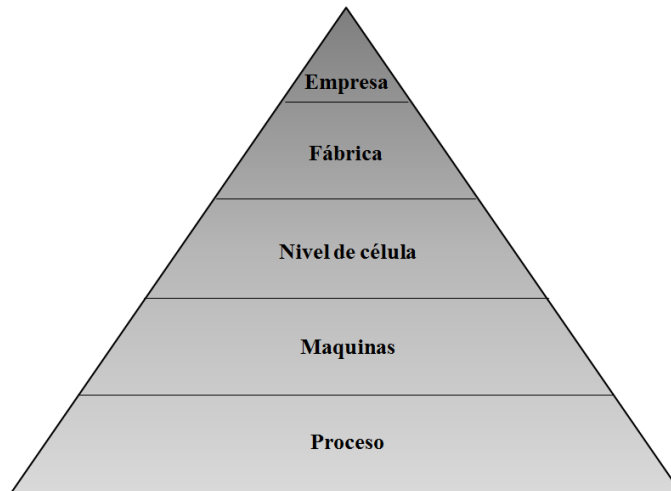 Empresa
Fábrica
Nivel de célula
Maquinas
Proceso